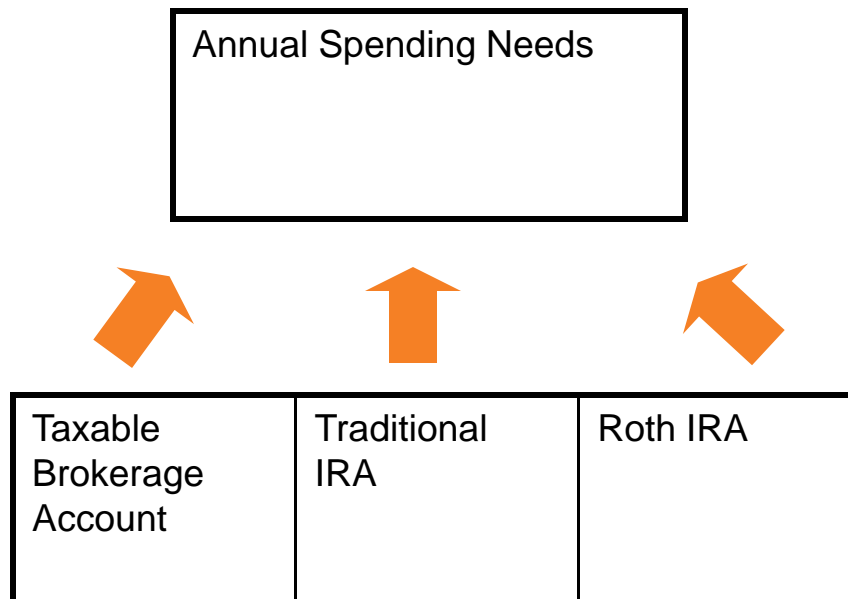 Annual Spending Needs
Taxable
Brokerage
Account
Traditional
IRA
Roth IRA